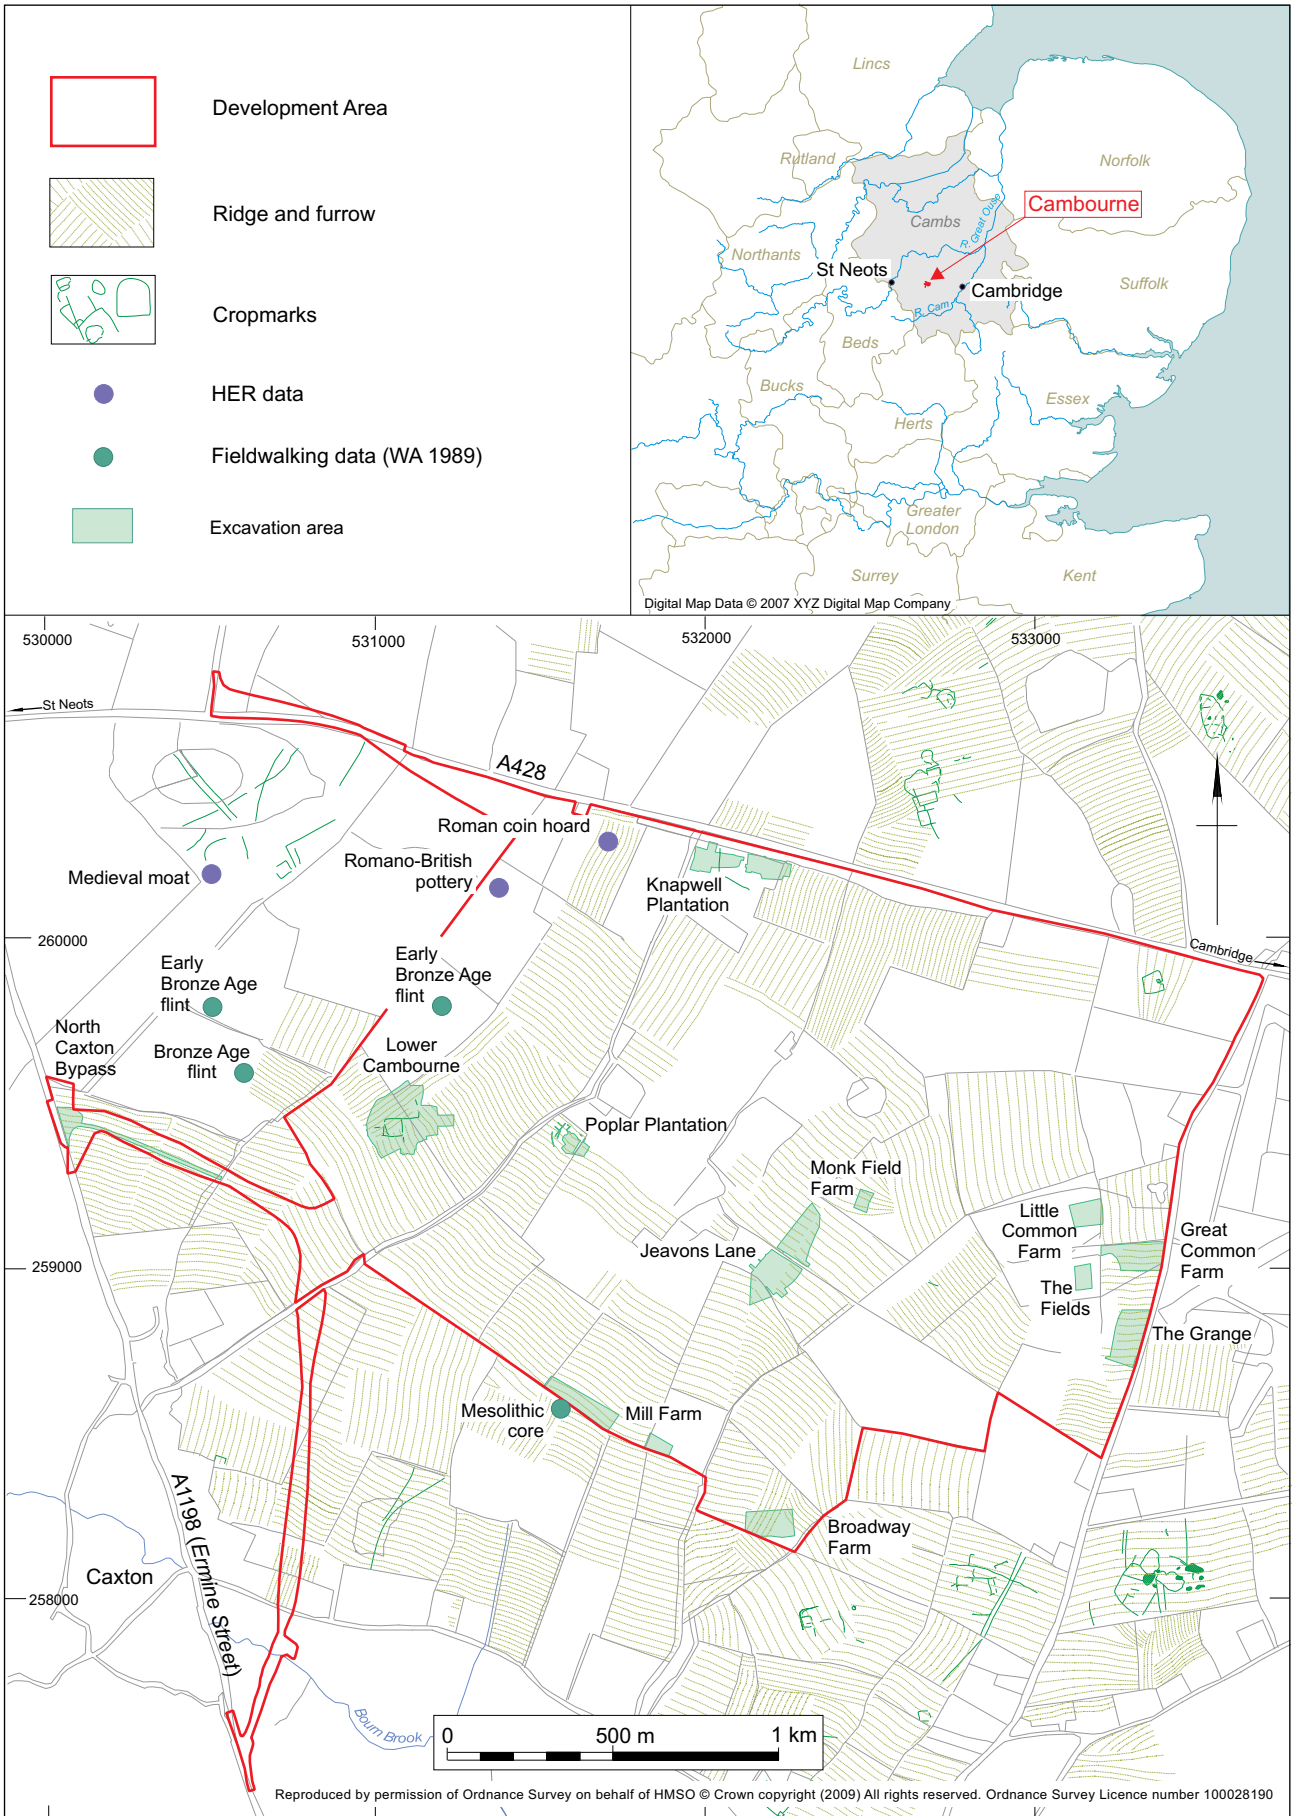 Development Area
Ridge and furrow
Cropmarks
HER data
Fieldwalking data (WA 1989)
Excavation area
Lincs
Rutland
Norfolk
Cambourne
Cambs
R. Great Ouse
Northants
St Neots
Cambridge
Suffolk
R. Cam
Beds
Bucks
Essex
Herts
Greater
London
Surrey
Kent
Digital Map Data © 2007 XYZ Digital Map Company
530000
531000
532000
533000
St Neots
A428
Roman coin hoard
Romano-British
pottery
Medieval moat
Knapwell
Plantation
260000
Cambridge
Early
Bronze Age
flint
Early
Bronze Age
flint
North
Caxton
Bypass
Bronze Age
flint
Lower
Cambourne
Poplar Plantation
Monk Field
Farm
Little
Common
Farm
Great
Common
Farm
Jeavons Lane
259000
The
Fields
The Grange
Mesolithic
core
Mill Farm
A1198 (Ermine Street)
Broadway
Farm
Caxton
258000
Bourn Brook
0
500 m
1 km
Reproduced by permission of Ordnance Survey on behalf of HMSO © Crown copyright (2009) All rights reserved. Ordnance Survey Licence number 100028190